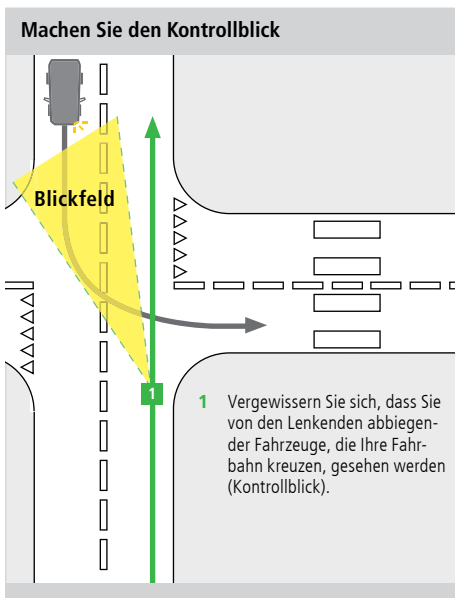 Machen Sie den Kontrollblick
Blickfeld
1
1 Vergewissern Sie sich, dass Sie
von den Lenkenden abbiegen-
der Fahrzeuge, die Ihre Fahr-
bahn kreuzen, gesehen werden
(Kontrollblick).